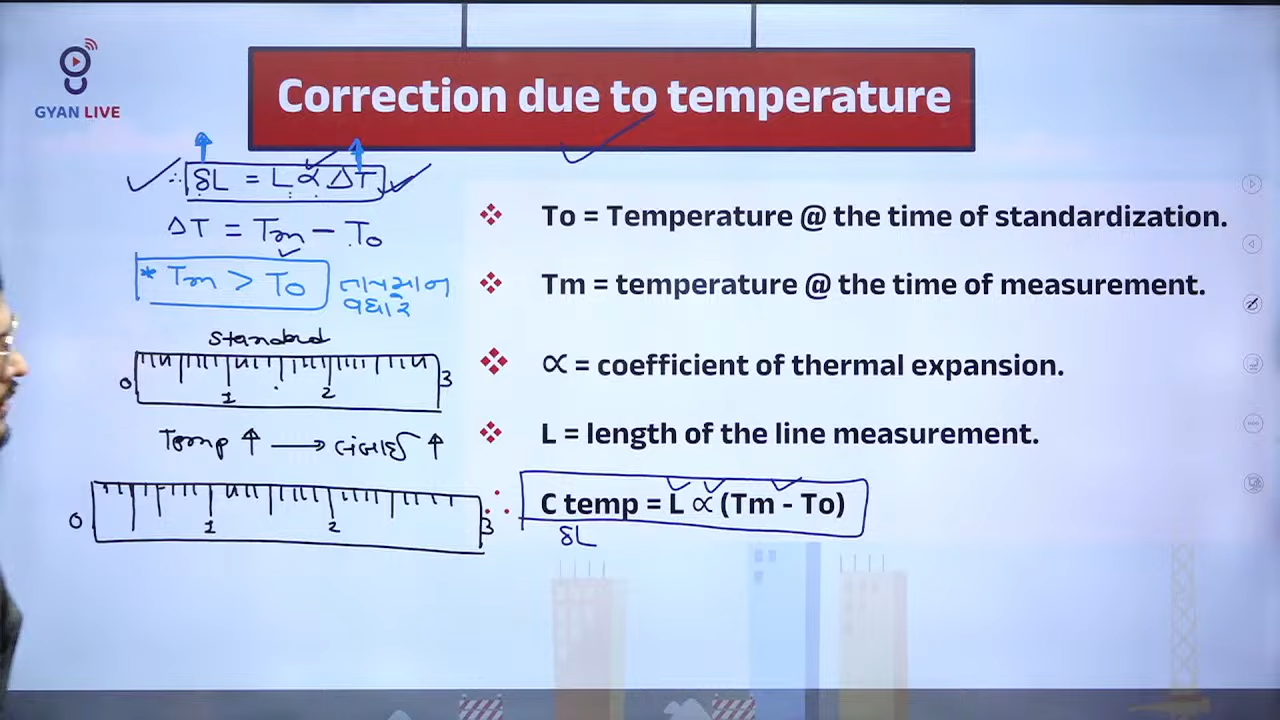 GYAN LIVE
Correction due to temperature
∴ δL = L ∝ ΔT
ΔT = Tm − To
* Tm > To
તાપમાન
વધારે
standard
0 1 2 3
Temp ↑ → લંબાઈ ↑
0 1 2 3
❖ To = Temperature @ the time of standardization.
❖ Tm = temperature @ the time of measurement.
❖ ∝ = coefficient of thermal expansion.
❖ L = length of the line measurement.
∴ C temp = L ∝ (Tm - To)
δL